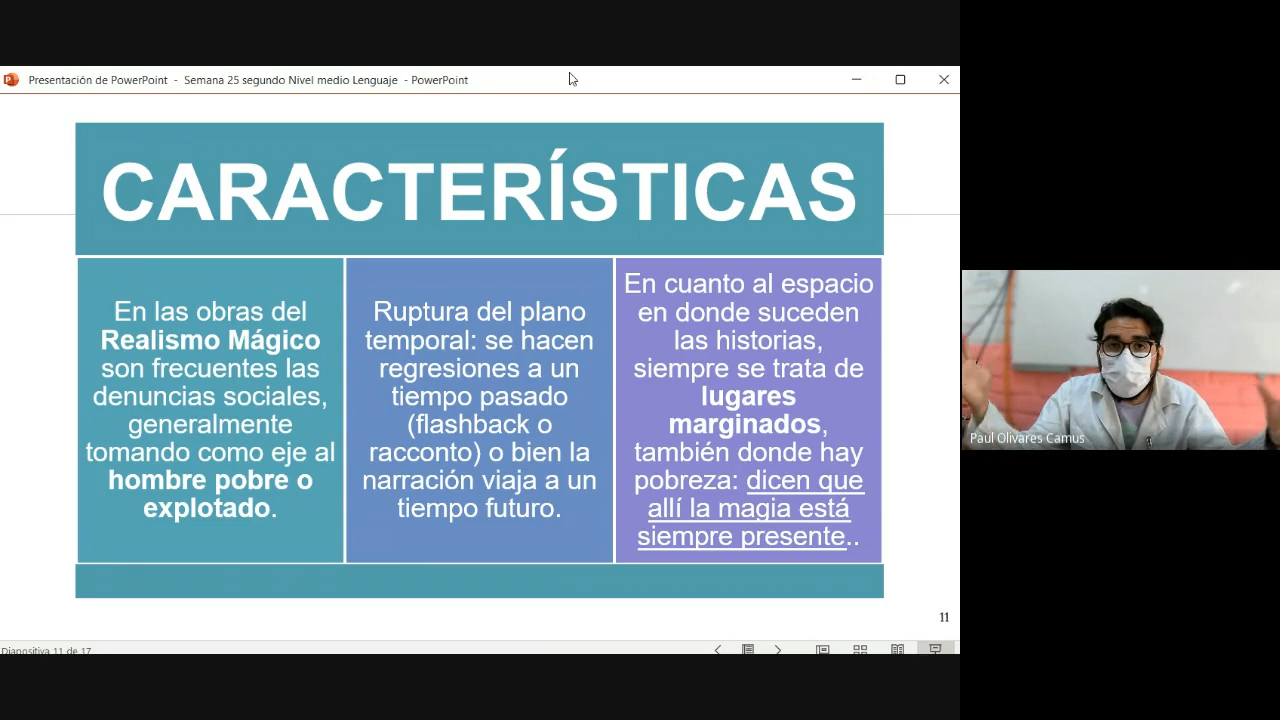 Presentación de PowerPoint - Semana 25 segundo Nivel medio Lenguaje - PowerPoint
CARACTERÍSTICAS
En las obras del
Realismo Mágico
son frecuentes las
denuncias sociales,
generalmente
tomando como eje al
hombre pobre o
explotado.
Ruptura del plano
temporal: se hacen
regresiones a un
tiempo pasado
(flashback o
racconto) o bien la
narración viaja a un
tiempo futuro.
En cuanto al espacio
en donde suceden
las historias,
siempre se trata de
lugares
marginados,
también donde hay
pobreza: dicen que
allí la magia está
siempre presente..
Paul Olivares Camus
11
Diapositiva 11 de 17